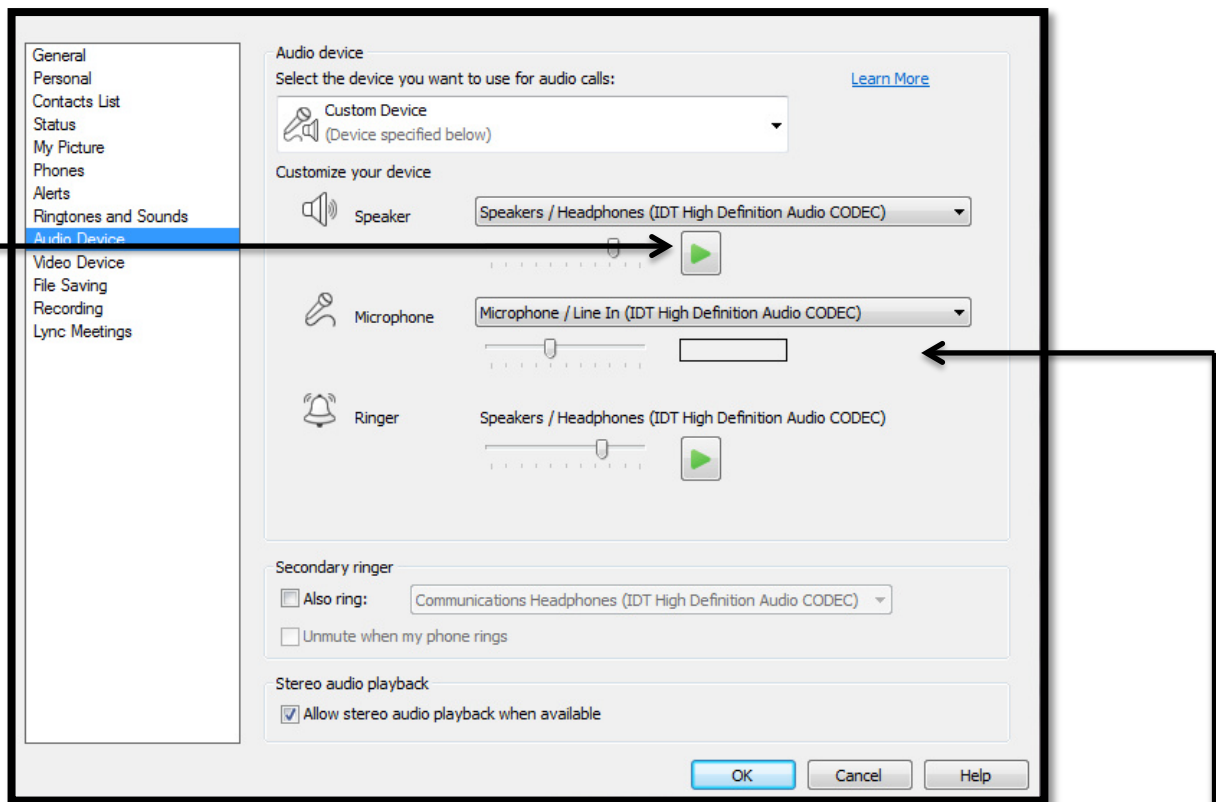 General
Personal
Contacts List
Status
My Picture
Phones
Alerts
Ringtones and Sounds
Audio Device
Video Device
File Saving
Recording
Lync Meetings
Audio device
Select the device you want to use for audio calls: Learn More
Custom Device
(Device specified below)
Customize your device
Speaker Speakers / Headphones (IDT High Definition Audio CODEC)
Microphone Microphone / Line In (IDT High Definition Audio CODEC)
Ringer Speakers / Headphones (IDT High Definition Audio CODEC)
Secondary ringer
Also ring: Communications Headphones (IDT High Definition Audio CODEC)
Unmute when my phone rings
Stereo audio playback
Allow stereo audio playback when available
OK Cancel Help